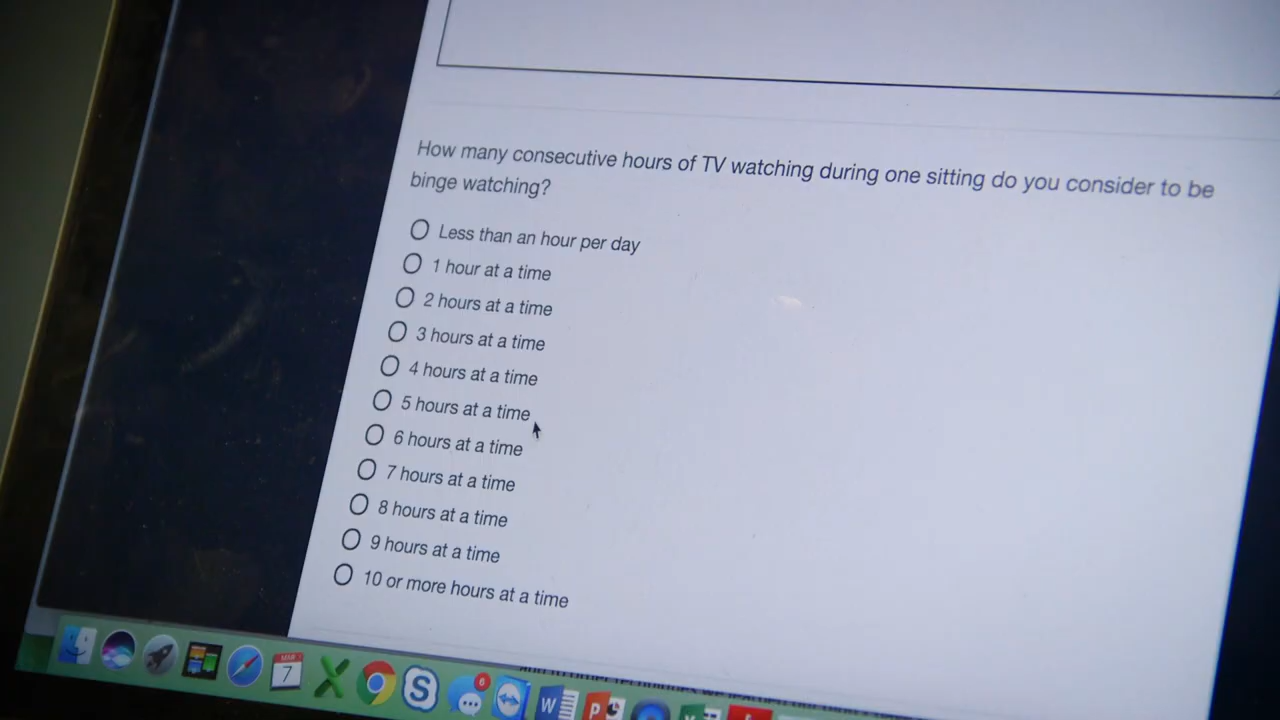 How many consecutive hours of TV watching during one sitting do you consider to be
binge watching?
Less than an hour per day
1 hour at a time
2 hours at a time
3 hours at a time
4 hours at a time
5 hours at a time
6 hours at a time
7 hours at a time
8 hours at a time
9 hours at a time
10 or more hours at a time
MAR
7
S
6
W
P